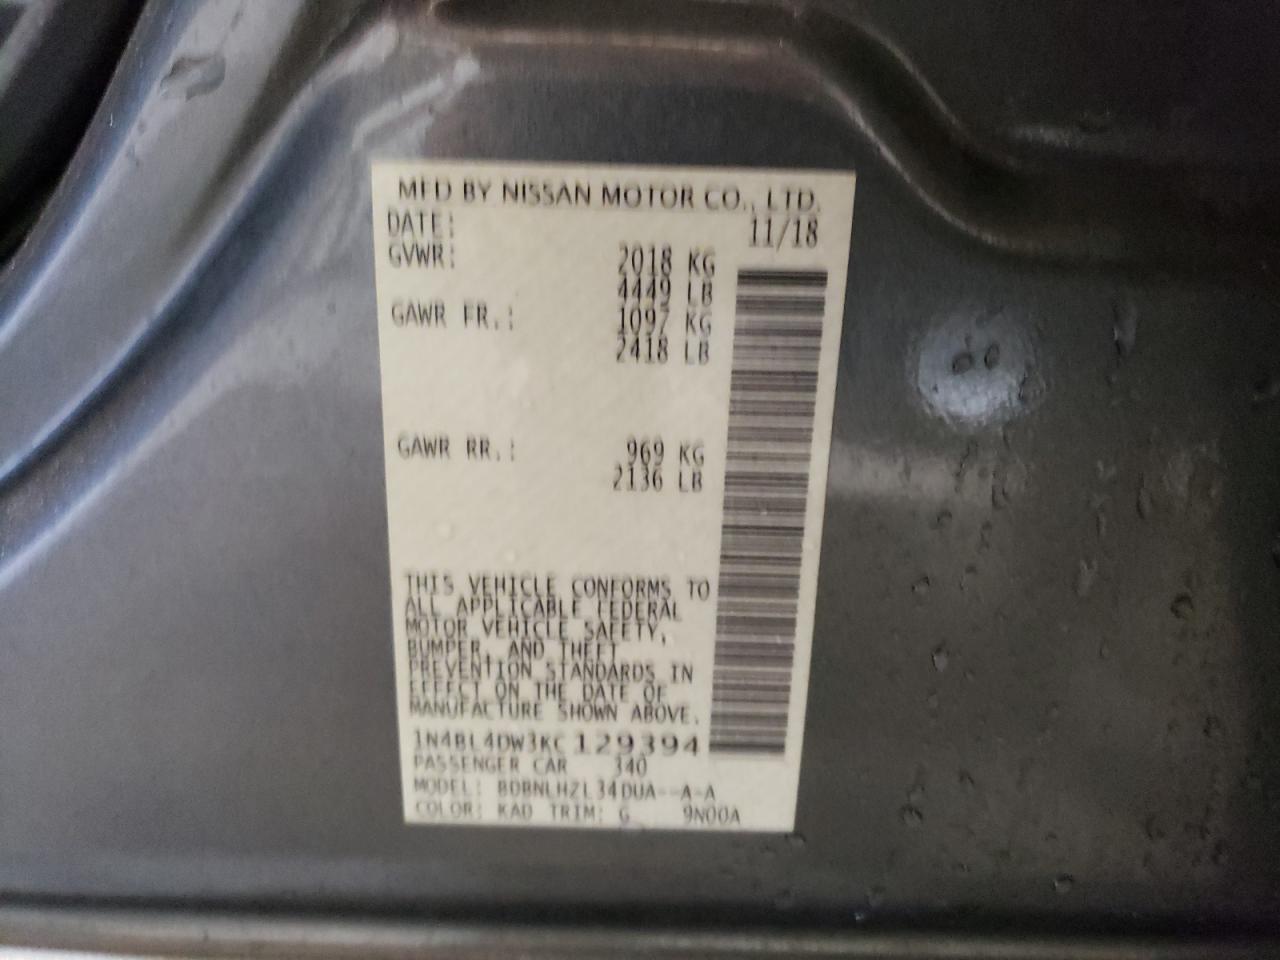 MFD BY NISSAN MOTOR CO., LTD.
DATE: 11/18
GVWR: 2018 KG
4449 LB
GAWR FR.: 1097 KG
2418 LB
GAWR RR.: 969 KG
2136 LB
THIS VEHICLE CONFORMS TO
ALL APPLICABLE FEDERAL
MOTOR VEHICLE SAFETY,
BUMPER, AND THEFT
PREVENTION STANDARDS IN
EFFECT ON THE DATE OF
MANUFACTURE SHOWN ABOVE.
1N4BL4DW3KC129394
PASSENGER CAR 340
MODEL: BDBNLHZL34DUA--A-A
COLOR: KAD TRIM: G 9N00A